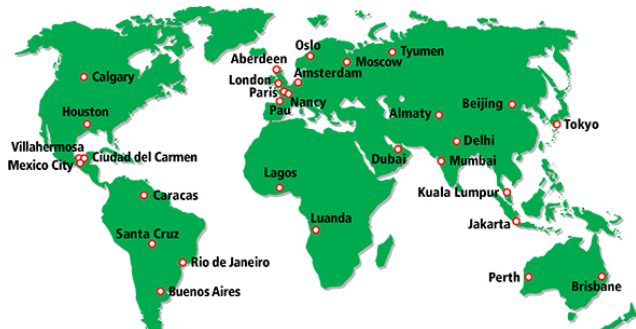 Oslo
Aberdeen
Tyumen
Moscow
London
Amsterdam
Calgary
Paris
Nancy
Pau
Beijing
Houston
Almaty
Tokyo
Villahermosa
Delhi
Ciudad del Carmen
Dubai
Mumbai
Mexico City
Lagos
Kuala Lumpur
Caracas
Luanda
Jakarta
Santa Cruz
Rio de Janeiro
Perth
Brisbane
Buenos Aires